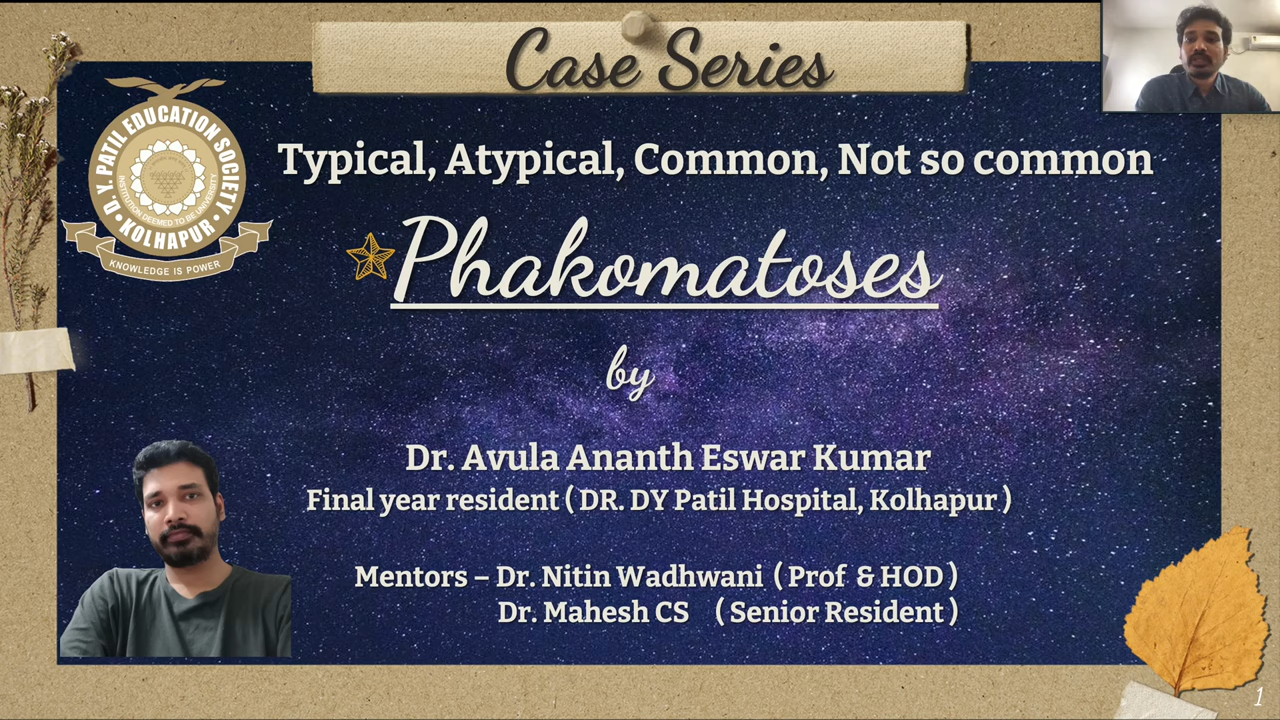 Case Series
D. Y. PATIL EDUCATION SOCIETY
INSTITUTION DEEMED TO BE UNIVERSITY
KOLHAPUR
KNOWLEDGE IS POWER
Typical, Atypical, Common, Not so common
Phakomatoses
by
Dr. Avula Ananth Eswar Kumar
Final year resident ( DR. DY Patil Hospital, Kolhapur )
Mentors – Dr. Nitin Wadhwani ( Prof & HOD )
Dr. Mahesh CS ( Senior Resident )
1